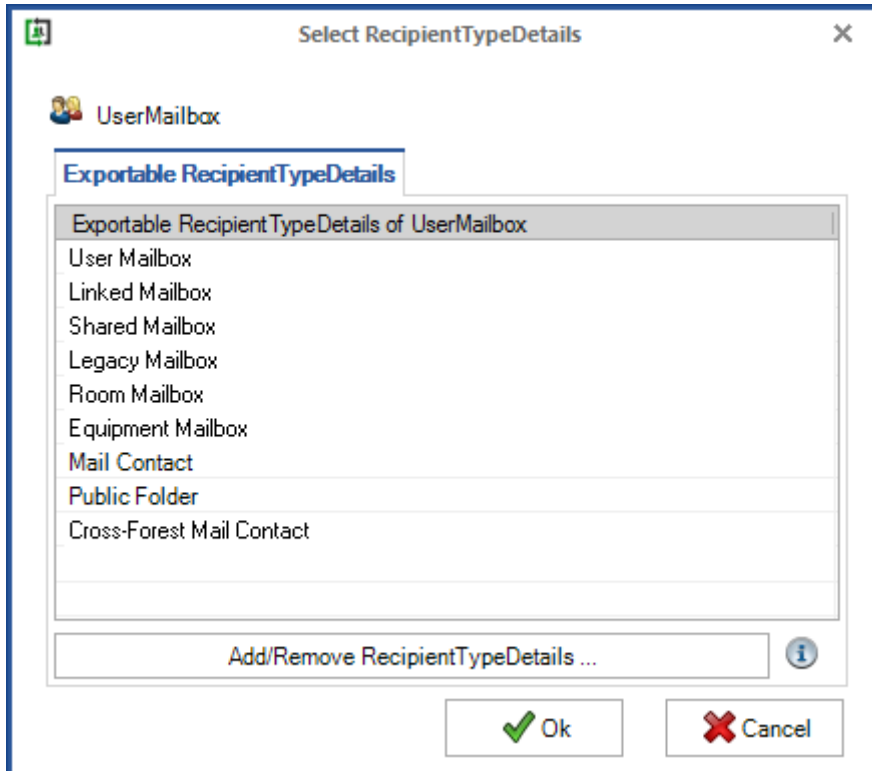 Select RecipientTypeDetails
UserMailbox
Exportable RecipientTypeDetails
Exportable RecipientTypeDetails of UserMailbox
User Mailbox
Linked Mailbox
Shared Mailbox
Legacy Mailbox
Room Mailbox
Equipment Mailbox
Mail Contact
Public Folder
Cross-Forest Mail Contact
Add/Remove RecipientTypeDetails ...
Ok Cancel